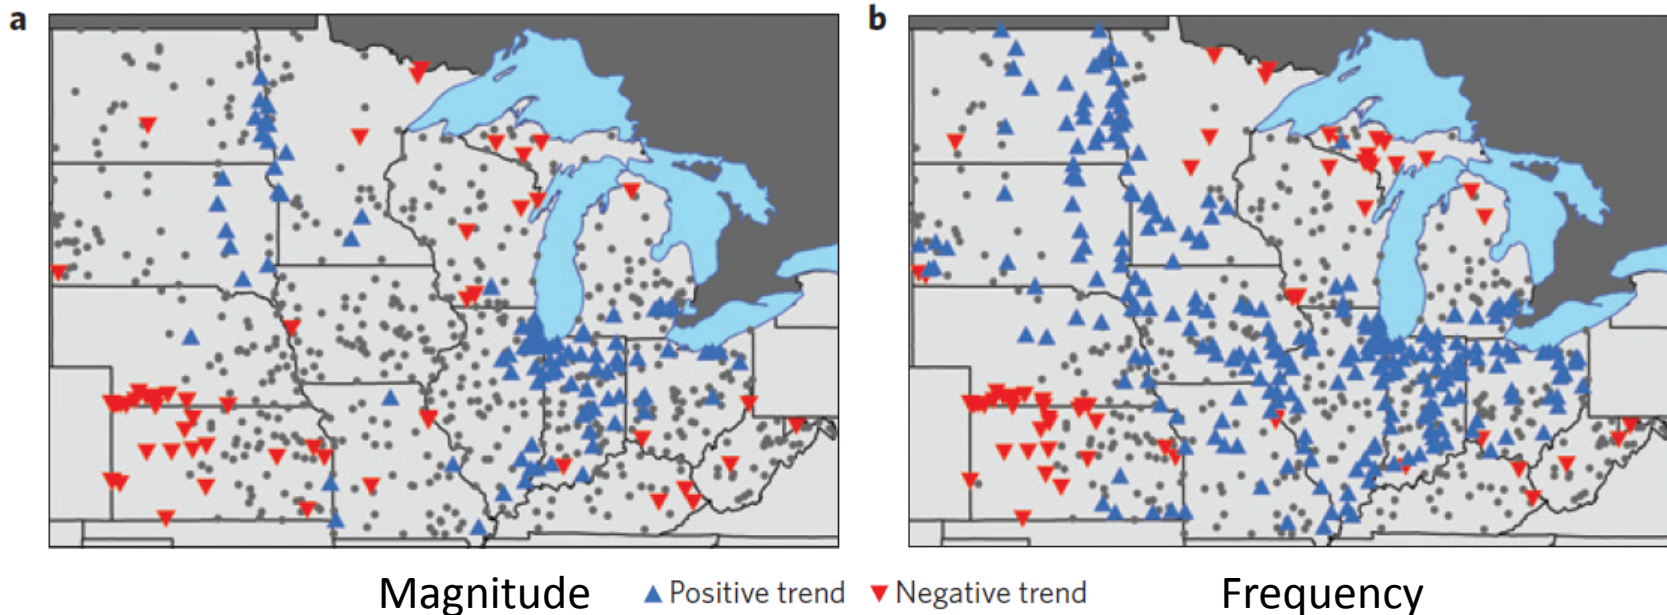 a
b
Magnitude
Positive trend
Negative trend
Frequency